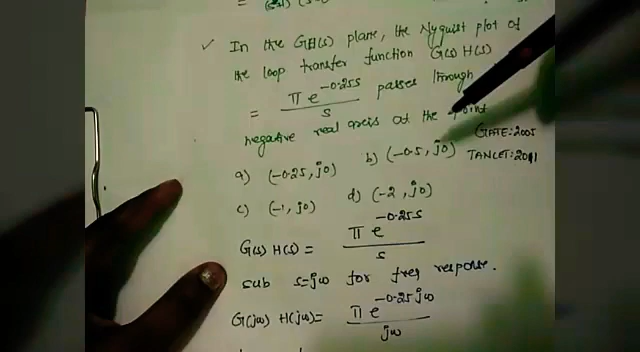 ✓ In the GH(s) plane, the Nyquist plot of
the loop transfer function G(s) H(s)
= π e^-0.25s / s passes through
negative real axis at the point
GATE: 2005
a) (-0.25, j0) b) (-0.5, j0) TANCET: 2011
c) (-1, j0) d) (-2, j0)
G(s) H(s) = π e^-0.25s / s
sub s=jω for freq response.
G(jω) H(jω) = π e^-0.25jω / jω